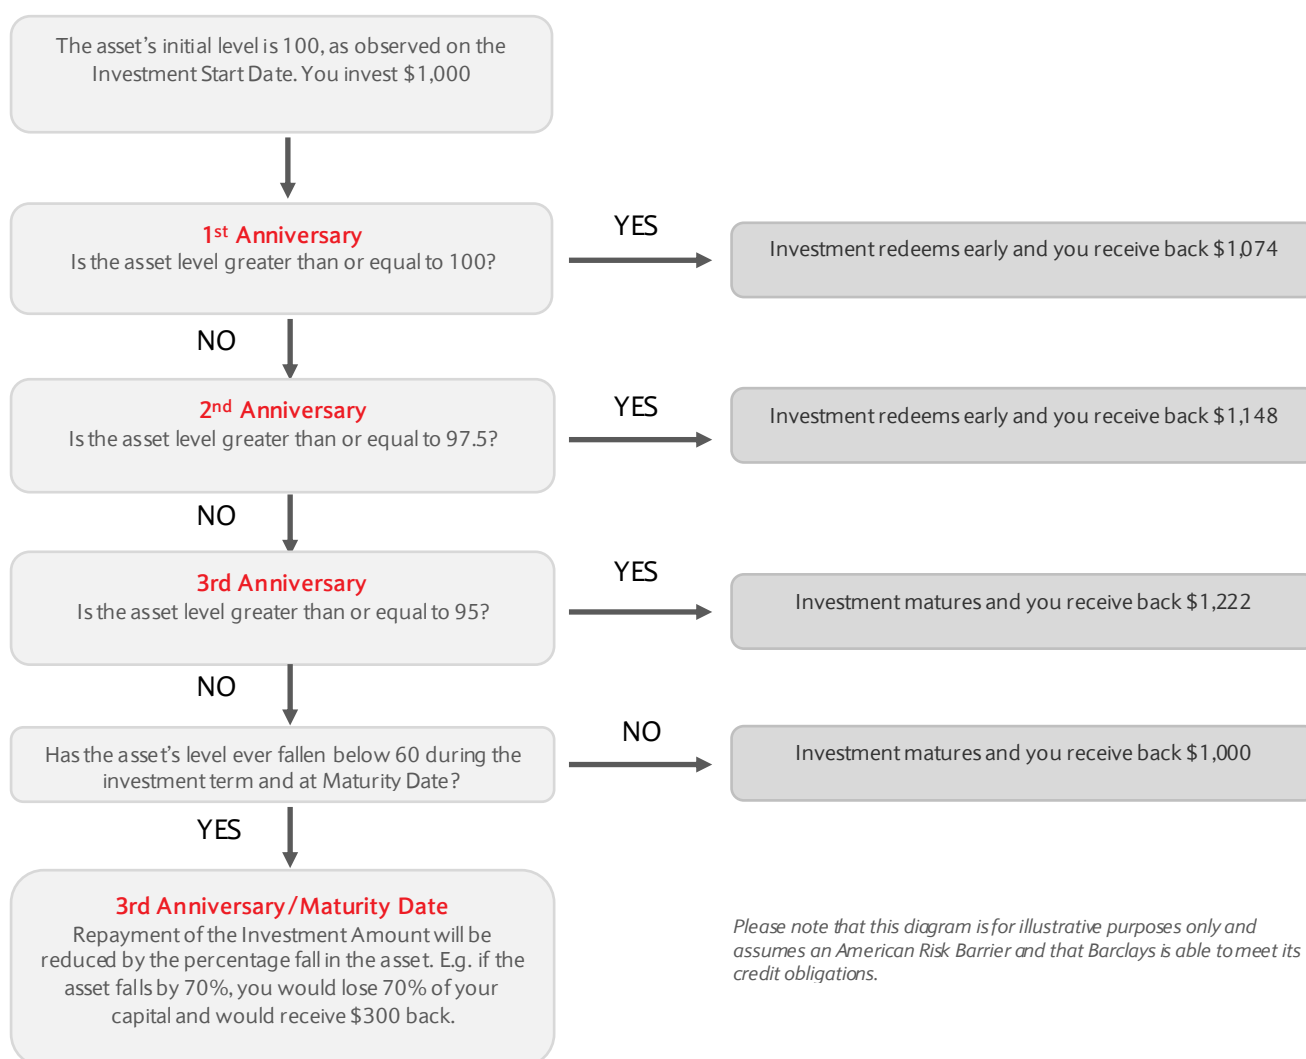 The asset's initial level is 100, as observed on the
Investment Start Date. You invest $1,000
1st Anniversary
Is the asset level greater than or equal to 100?
YES
Investment redeems early and you receive back $1,074
NO
2nd Anniversary
Is the asset level greater than or equal to 97.5?
YES
Investment redeems early and you receive back $1,148
NO
3rd Anniversary
Is the asset level greater than or equal to 95?
YES
Investment matures and you receive back $1,222
NO
Has the asset's level ever fallen below 60 during the
investment term and at Maturity Date?
NO
Investment matures and you receive back $1,000
YES
3rd Anniversary/Maturity Date
Repayment of the Investment Amount will be
reduced by the percentage fall in the asset. E.g. if the
asset falls by 70%, you would lose 70% of your
capital and would receive $300 back.
Please note that this diagram is for illustrative purposes only and
assumes an American Risk Barrier and that Barclays is able to meet its
credit obligations.